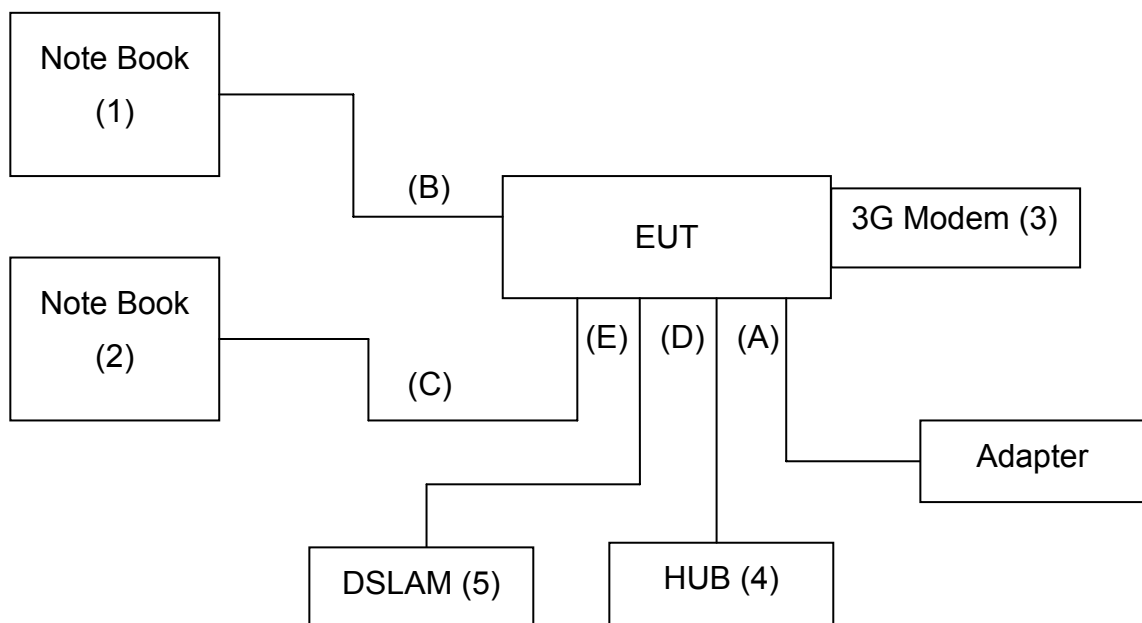 Note Book
(1)
(B)
EUT
3G Modem (3)
Note Book
(2)
(C)
(E)
(D)
(A)
Adapter
DSLAM (5)
HUB (4)